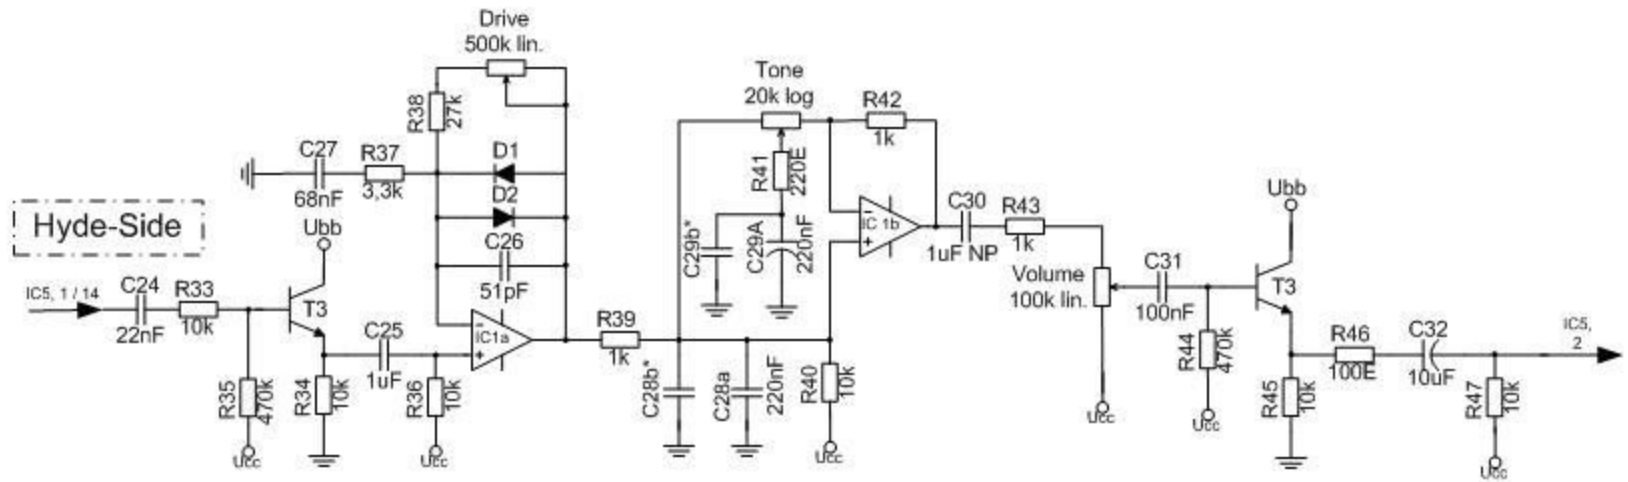 Drive
500k lin.
R38
27k
C27
68nF
R37
3,3k
D1
D2
C26
51pF
Hyde-Side
Ubb
IC5, 1 / 14
C24
22nF
R33
10k
T3
R35
470k
Ucc
R34
10k
C25
1uF
R36
10k
Ucc
IC1a
-
+
R39
1k
Tone
20k log
R41
220E
R42
1k
C29b*
C29A
220nF
C28b*
C28a
220nF
R40
10k
Ucc
IC 1b
-
+
C30
1uF NP
R43
1k
Volume
100k lin.
Ucc
C31
100nF
R44
470k
Ucc
Ubb
T3
R45
10k
R46
100E
C32
10uF
R47
10k
Ucc
IC5,
2